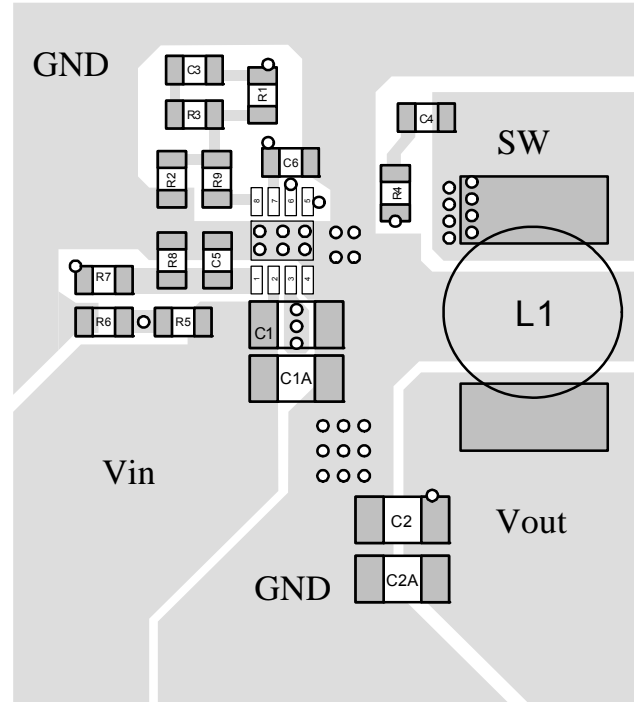 GND
C3
R3
R1
C4
SW
C6
R2
R9
R4
8 7 6 5
R8
C5
R7
1 2 3 4
R6
R5
C1
L1
C1A
Vin
C2
Vout
C2A
GND